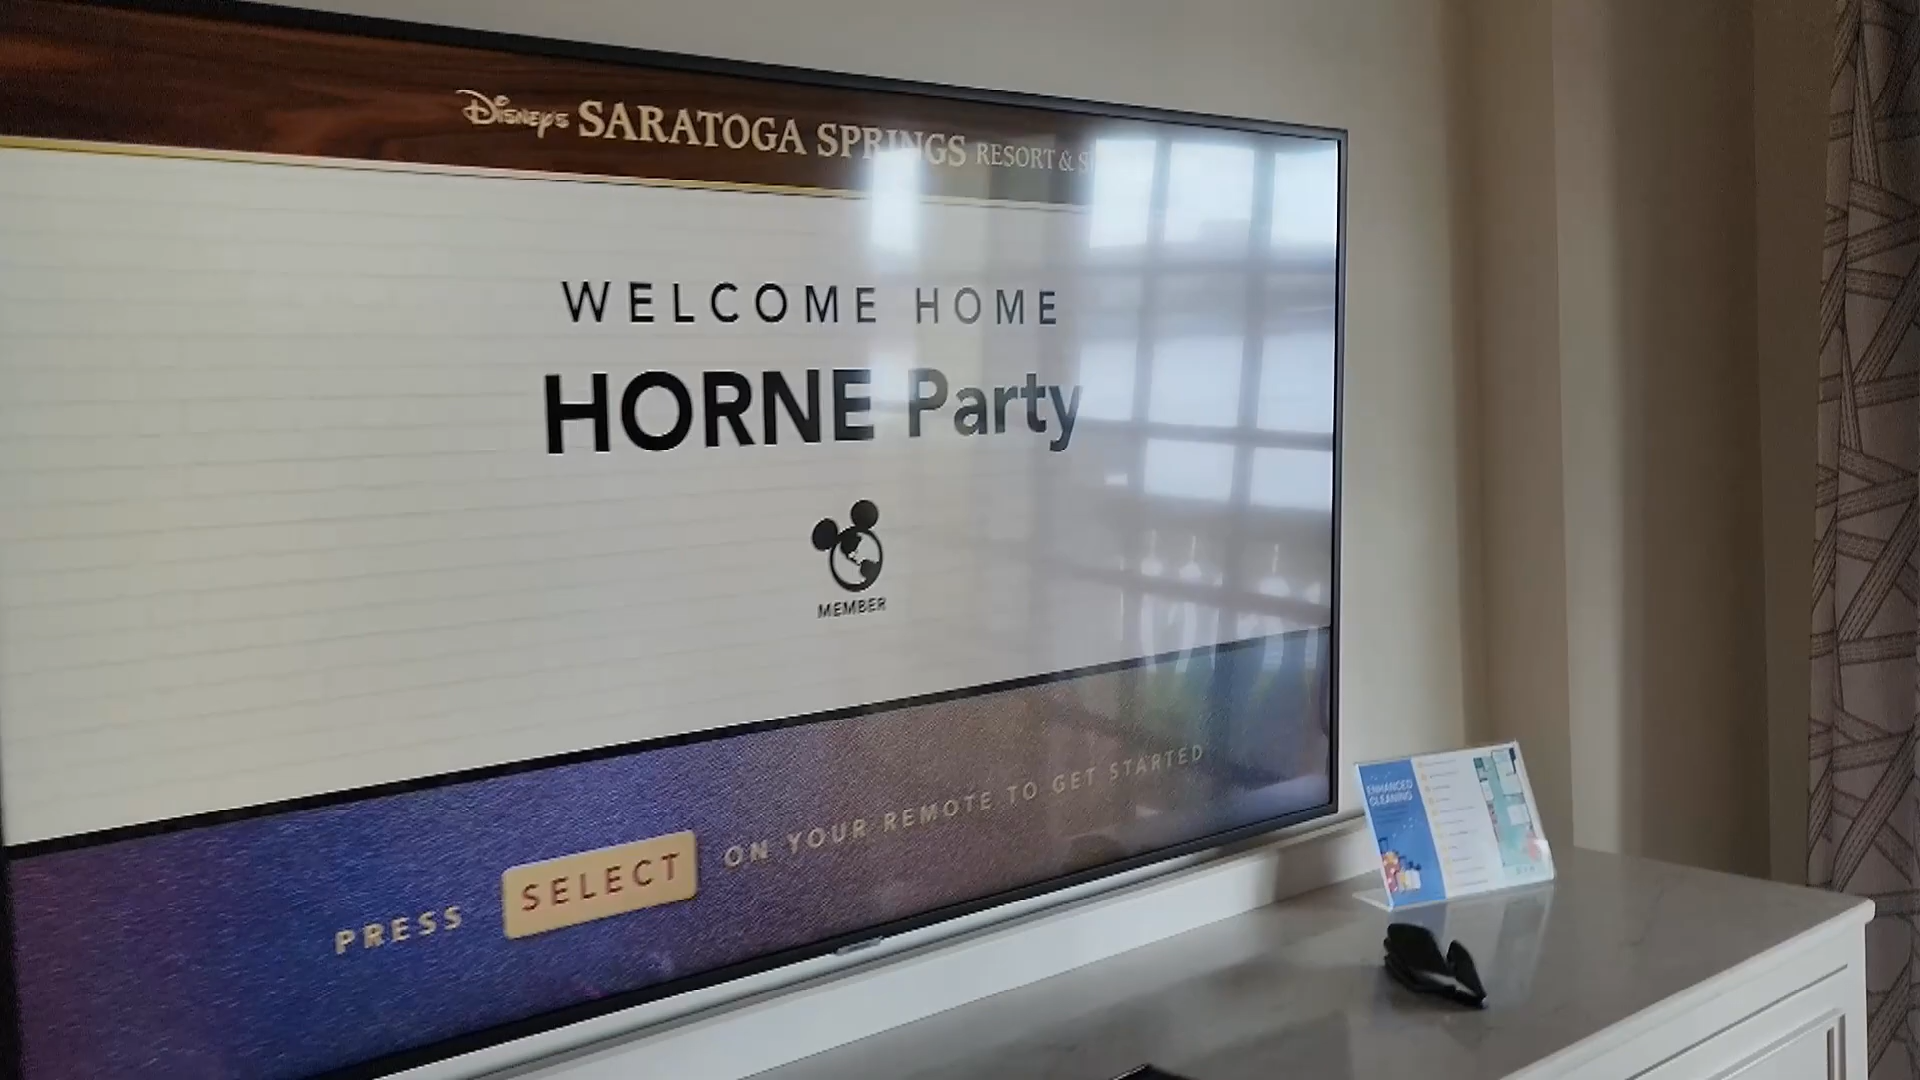 Disney's SARATOGA SPRINGS RESORT &
WELCOME HOME
HORNE Party
MEMBER
PRESS SELECT ON YOUR REMOTE TO GET STARTED
ENHANCED
CLEANING